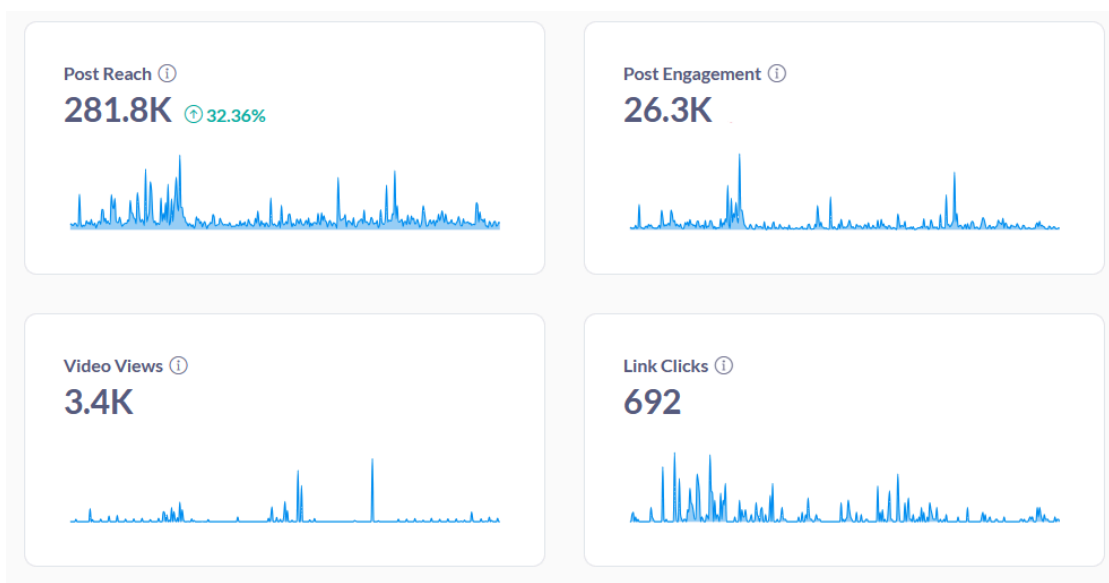 Post Reach
281.8K 32.36%
Post Engagement
26.3K
Video Views
3.4K
Link Clicks
692